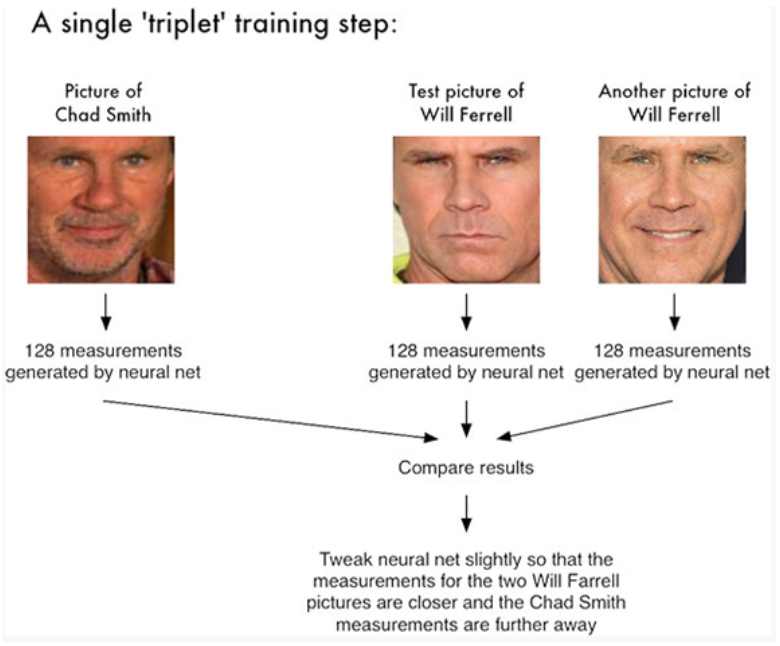 A single 'triplet' training step:
Picture of
Chad Smith
Test picture of
Will Ferrell
Another picture of
Will Ferrell
128 measurements
generated by neural net
128 measurements
generated by neural net
128 measurements
generated by neural net
Compare results
Tweak neural net slightly so that the
measurements for the two Will Farrell
pictures are closer and the Chad Smith
measurements are further away